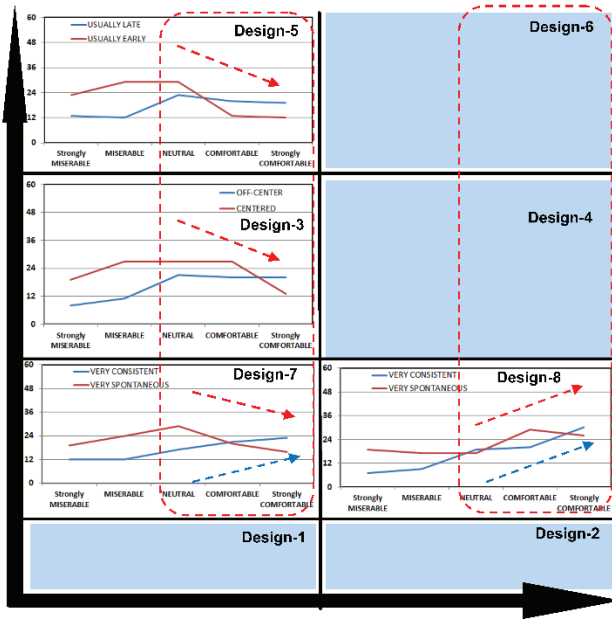 60
48
36
24
12
0
USUALLY LATE
USUALLY EARLY
Design-5
Strongly MISERABLE
MISERABLE
NEUTRAL
COMFORTABLE
Strongly COMFORTABLE
Design-6
60
48
36
24
12
0
OFF-CENTER
CENTERED
Design-3
Strongly MISERABLE
MISERABLE
NEUTRAL
COMFORTABLE
Strongly COMFORTABLE
Design-4
60
48
36
24
12
0
VERY CONSISTENT
VERY SPONTANEOUS
Design-7
Strongly MISERABLE
MISERABLE
NEUTRAL
COMFORTABLE
Strongly COMFORTABLE
60
48
36
24
12
0
VERY CONSISTENT
VERY SPONTANEOUS
Design-8
Strongly MISERABLE
MISERABLE
NEUTRAL
COMFORTABLE
Strongly COMFORTABLE
Design-1
Design-2